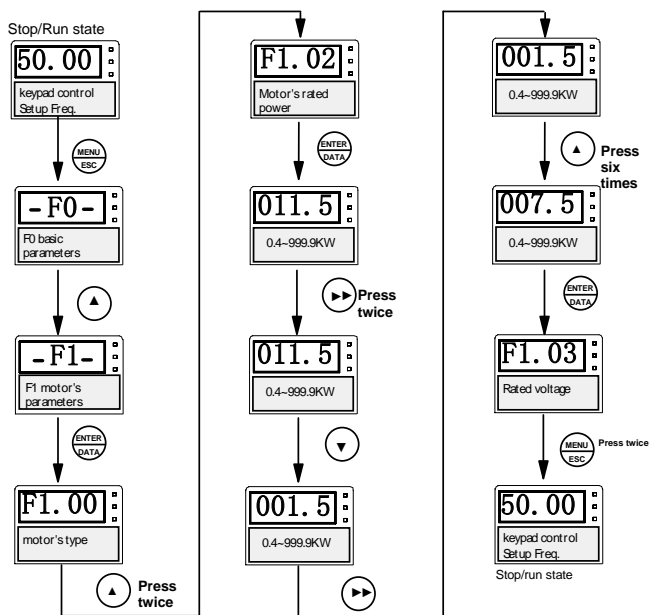 Stop/Run state
50.00
keypad control
Setup Freq.
MENU
ESC
-F0-
F0 basic
parameters
-F1-
F1 motor's
parameters
ENTER
DATA
F1.00
motor's type
Press
twice
F1.02
Motor's rated
power
ENTER
DATA
011.5
0.4~999.9KW
Press
twice
011.5
0.4~999.9KW
001.5
0.4~999.9KW
001.5
0.4~999.9KW
Press
six
times
007.5
0.4~999.9KW
ENTER
DATA
F1.03
Rated voltage
MENU
ESC
Press twice
50.00
keypad control
Setup Freq.
Stop/run state